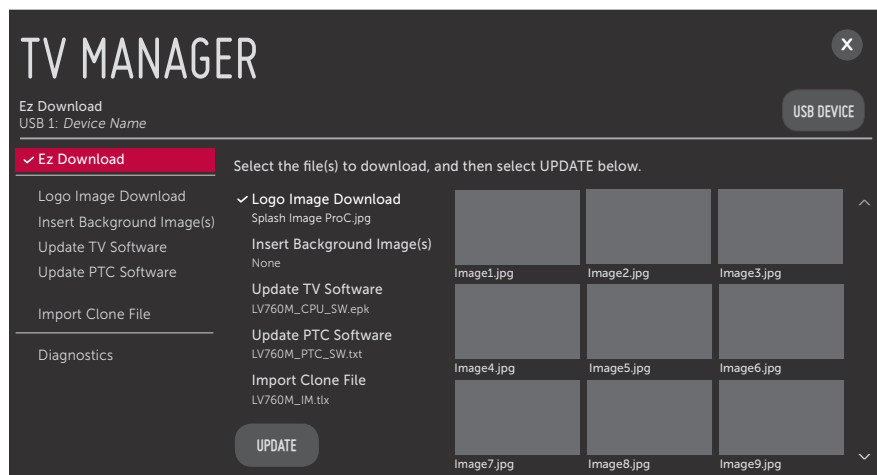 TV MANAGER
X
Ez Download
USB 1: Device Name
USB DEVICE
Ez Download
Logo Image Download
Insert Background Image(s)
Update TV Software
Update PTC Software
Import Clone File
Diagnostics
Select the file(s) to download, and then select UPDATE below.
Logo Image Download
Splash Image ProC.jpg
Insert Background Image(s)
None
Update TV Software
LV760M_CPU_SW.epk
Update PTC Software
LV760M_PTC_SW.txt
Import Clone File
LV760M_IM.tlx
UPDATE
Image1.jpg
Image2.jpg
Image3.jpg
Image4.jpg
Image5.jpg
Image6.jpg
Image7.jpg
Image8.jpg
Image9.jpg